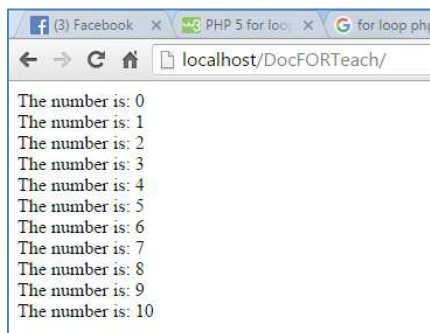 (3) Facebook
PHP 5 for loo
for loop php
localhost/DocFORTeach/
The number is: 0
The number is: 1
The number is: 2
The number is: 3
The number is: 4
The number is: 5
The number is: 6
The number is: 7
The number is: 8
The number is: 9
The number is: 10